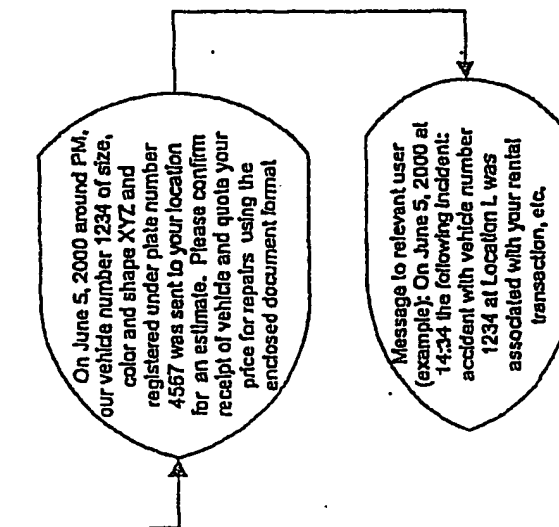 On June 5, 2000 around PM,
our vehicle number 1234 of size,
color and shape XYZ and
registered under plate number
4567 was sent to your location
for an estimate. Please confirm
receipt of vehicle and quote your
price for repairs using the
enclosed document format
Message to relevant user
(example): On June 5, 2000 at
14:34 the following incident:
accident with vehicle number
1234 at Location L was
associated with your rental
transaction, etc.